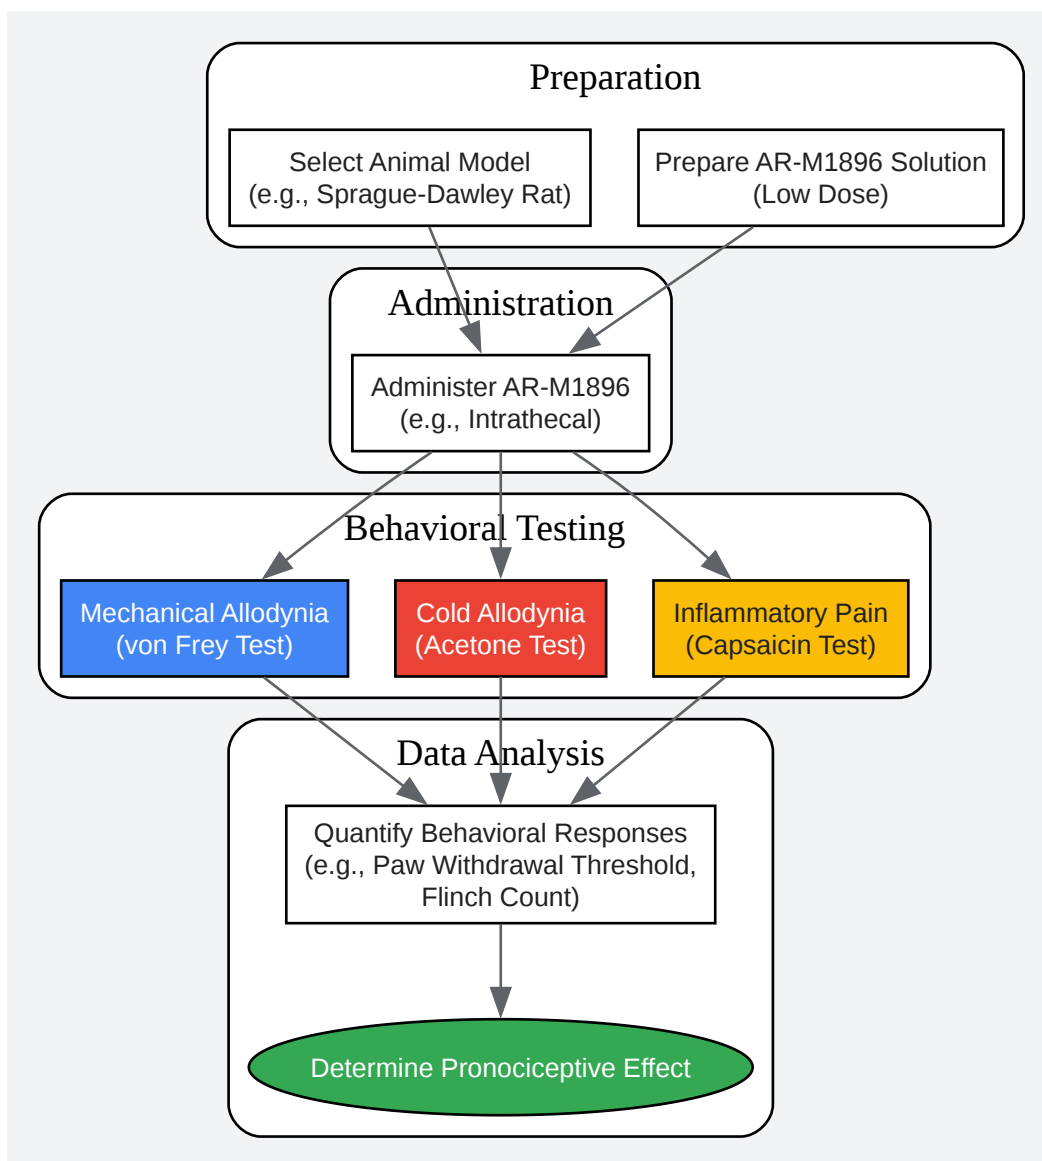 Preparation
Select Animal Model
(e.g., Sprague-Dawley Rat)
Prepare AR-M1896 Solution
(Low Dose)
Administration
Administer AR-M1896
(e.g., Intrathecal)
Behavioral Testing
Mechanical Allodynia
(von Frey Test)
Cold Allodynia
(Acetone Test)
Inflammatory Pain
(Capsaicin Test)
Data Analysis
Quantify Behavioral Responses
(e.g., Paw Withdrawal Threshold,
Flinch Count)
Determine Pronociceptive Effect